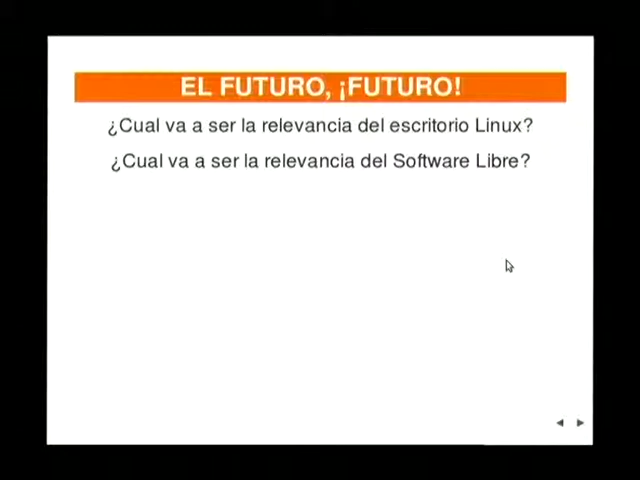 EL FUTURO, ¡FUTURO!
¿Cual va a ser la relevancia del escritorio Linux?
¿Cual va a ser la relevancia del Software Libre?